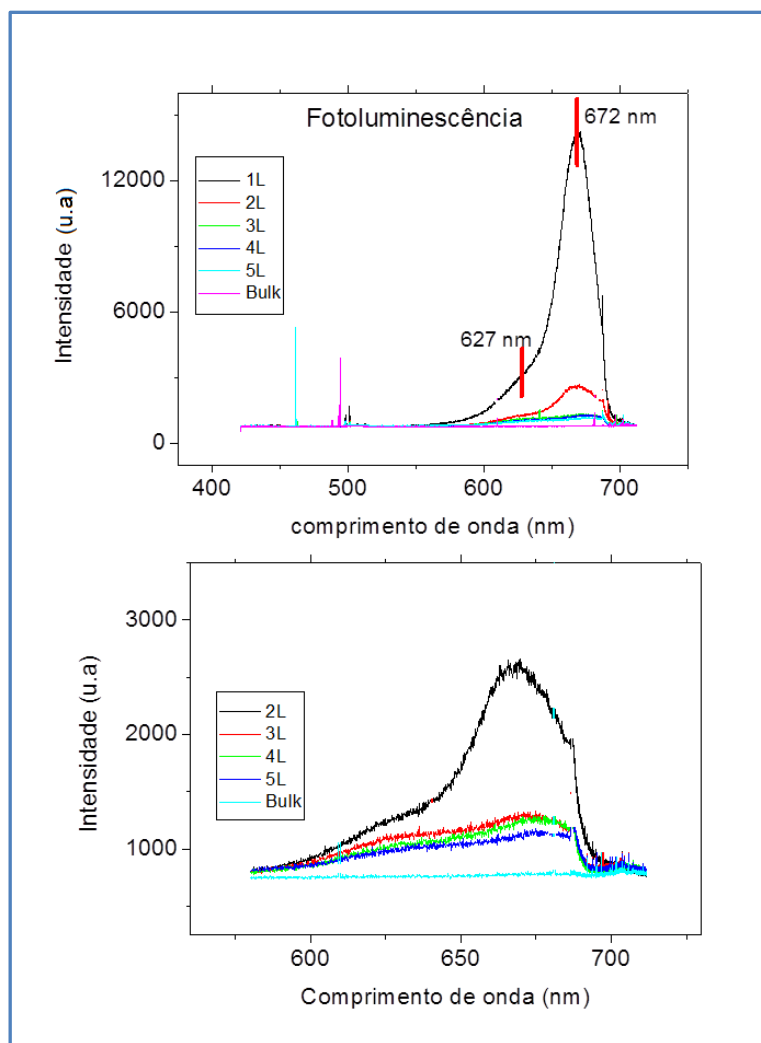 Fotoluminescência
672 nm
627 nm
1L
2L
3L
4L
5L
Bulk
Intensidade (u.a)
12000
6000
0
400 500 600 700
comprimento de onda (nm)
Intensidade (u.a)
3000
2000
1000
2L
3L
4L
5L
Bulk
600 650 700
Comprimento de onda (nm)